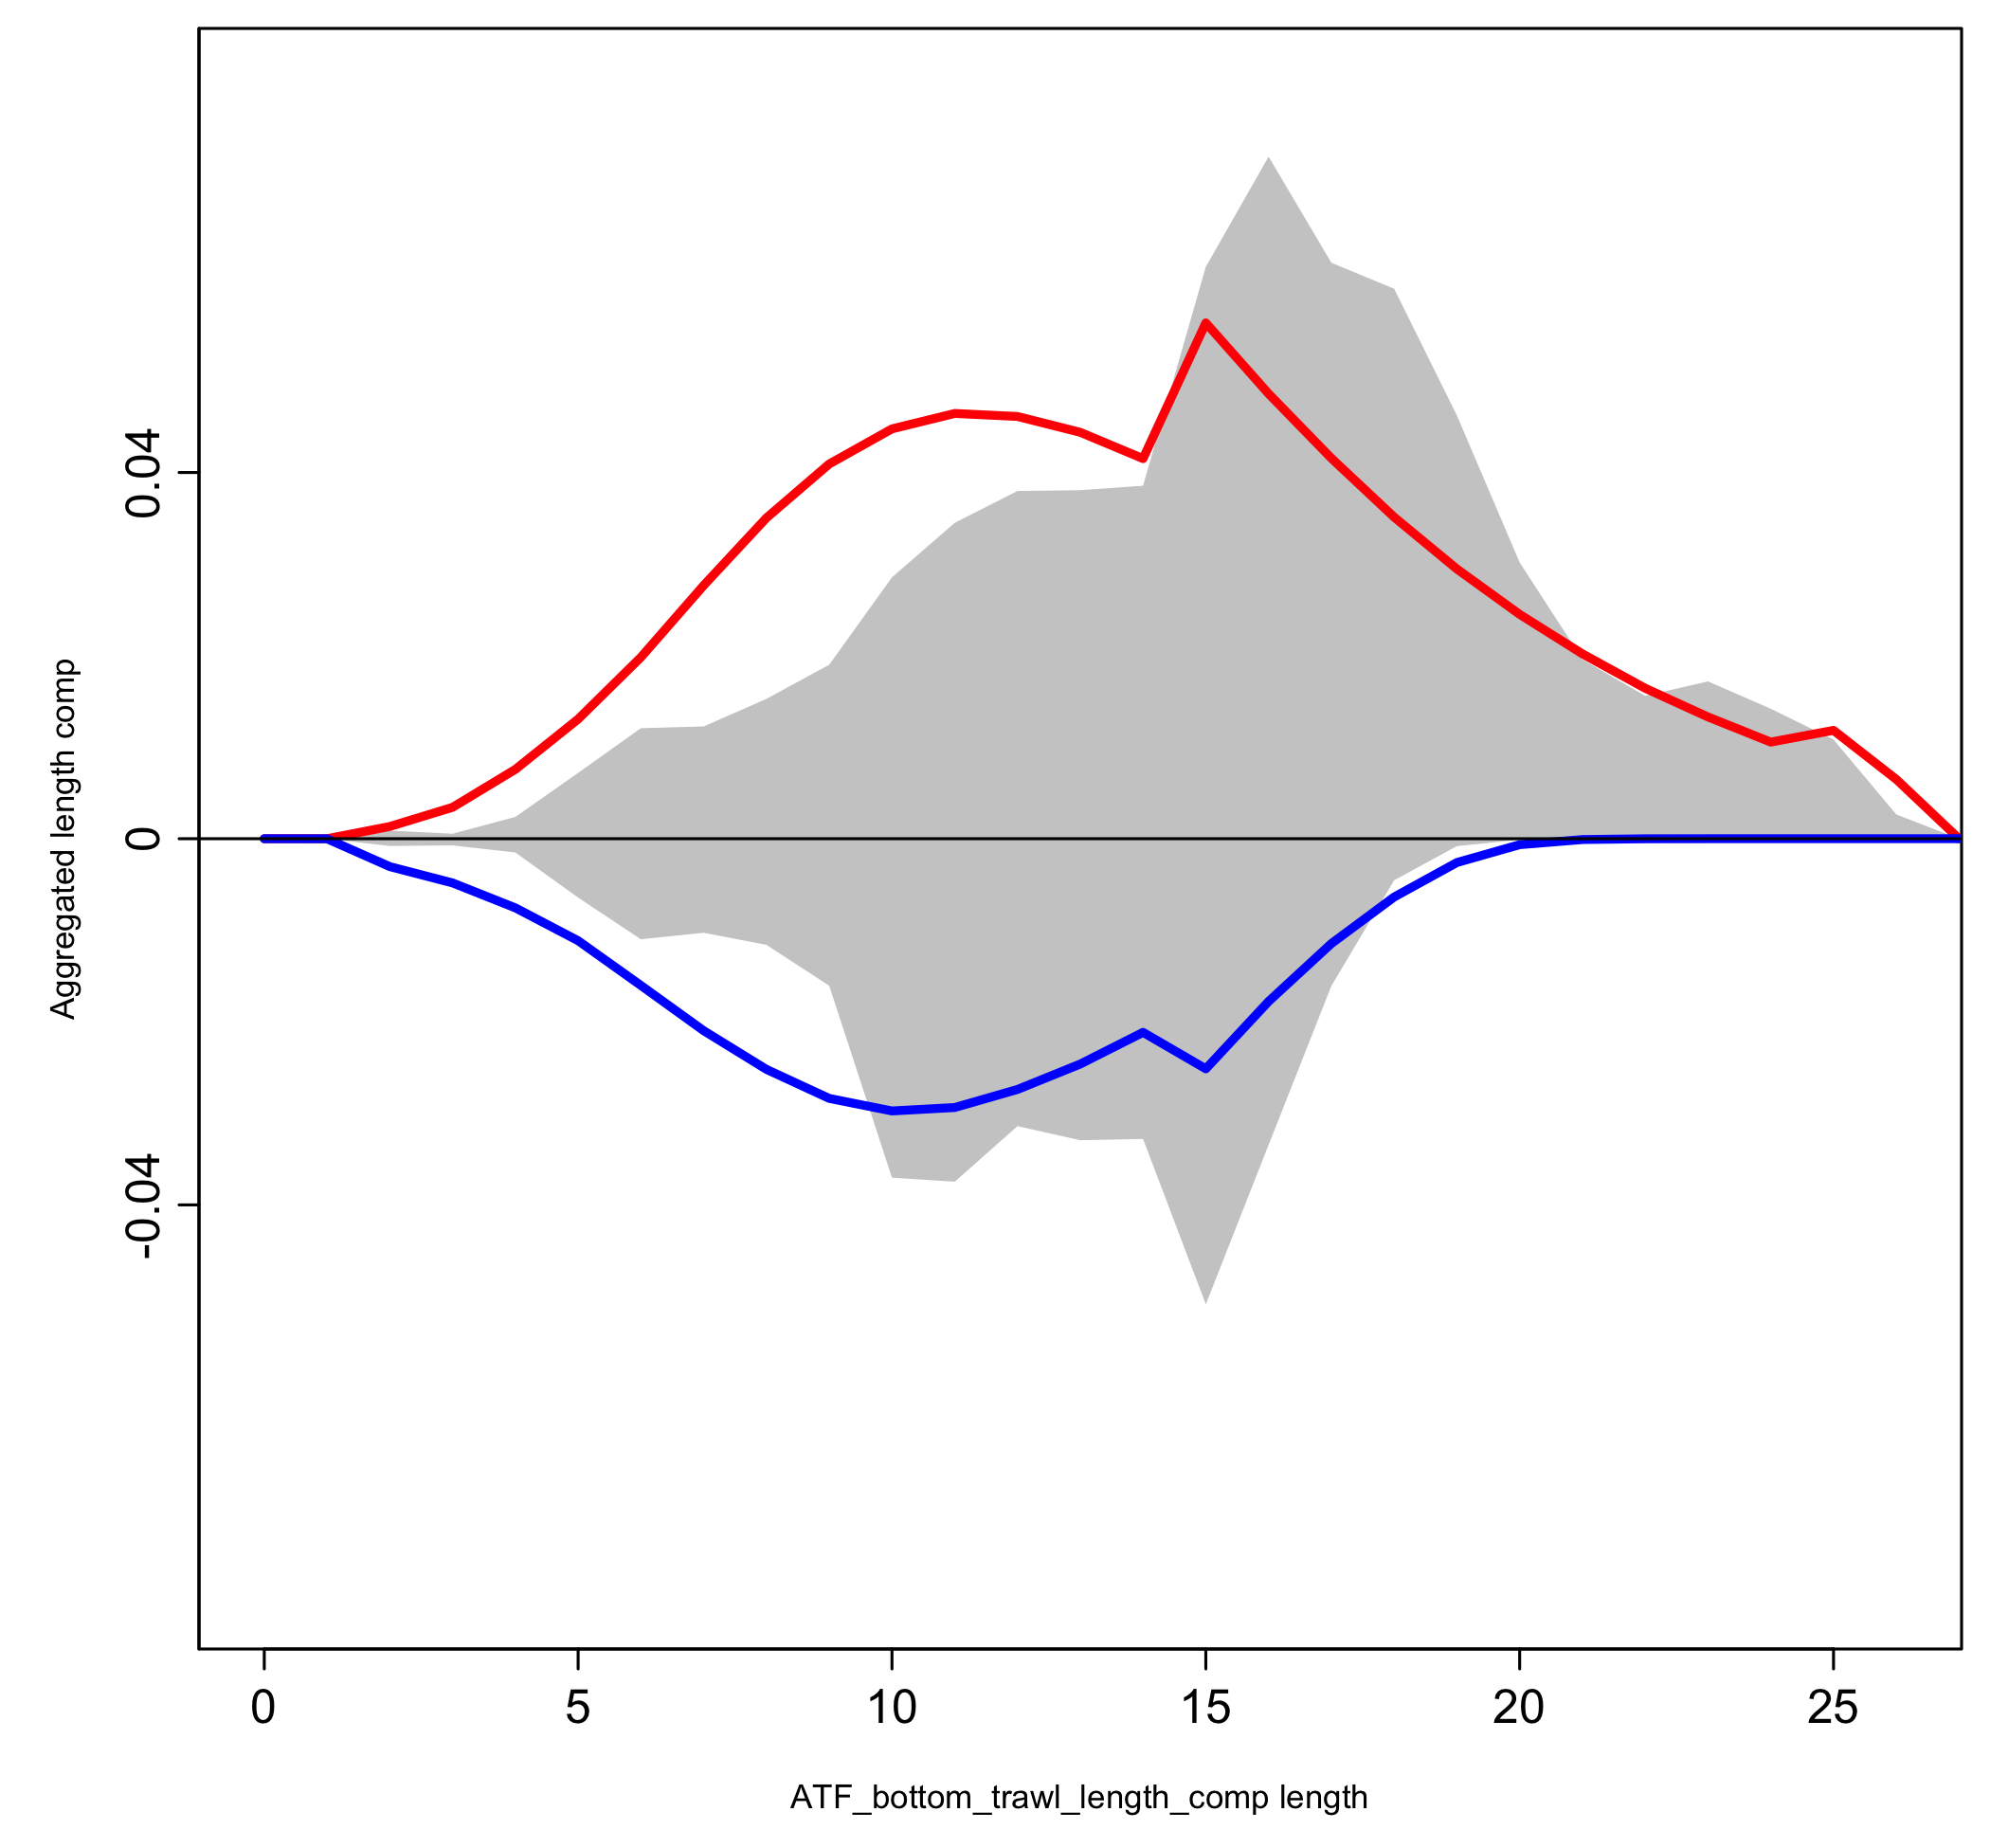 Aggregated length comp
0.04
0
-0.04
0 5 10 15 20 25
ATF_bottom_trawl_length_comp length